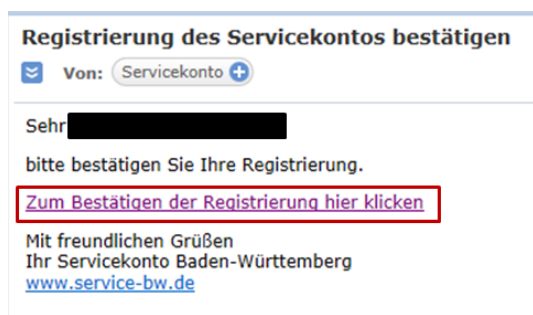 Registrierung des Servicekontos bestätigen
Von: Servicekonto
Sehr
bitte bestätigen Sie Ihre Registrierung.
Zum Bestätigen der Registrierung hier klicken
Mit freundlichen Grüßen
Ihr Servicekonto Baden-Württemberg
www.service-bw.de